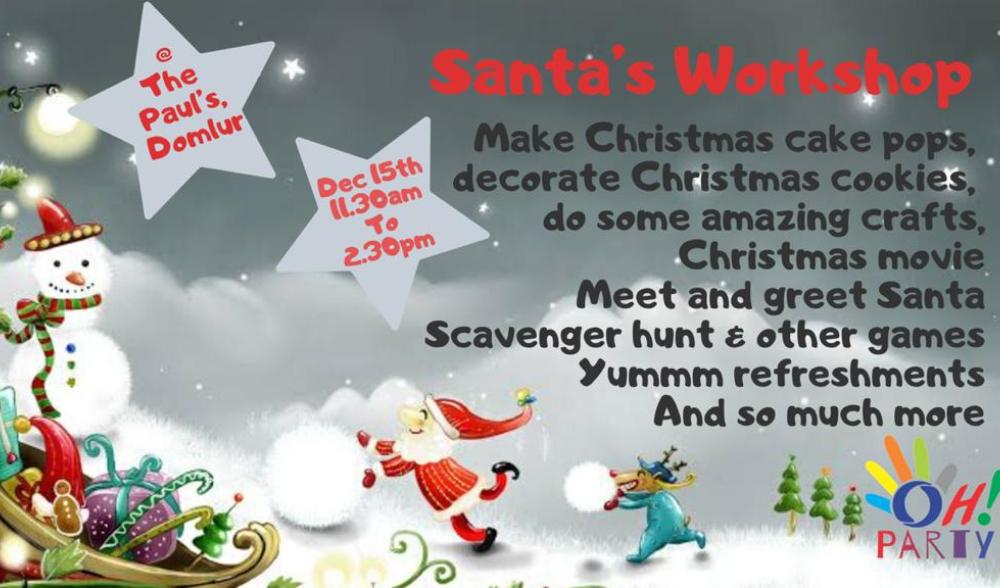 @
The
Paul's,
Domlur
Dec 15th
11.30am
To
2.30pm
Santa's Workshop
Make Christmas cake pops,
decorate Christmas cookies,
do some amazing crafts,
Christmas movie
Meet and greet Santa
Scavenger hunt & other games
Yummm refreshments
And so much more
OH!
PARTY